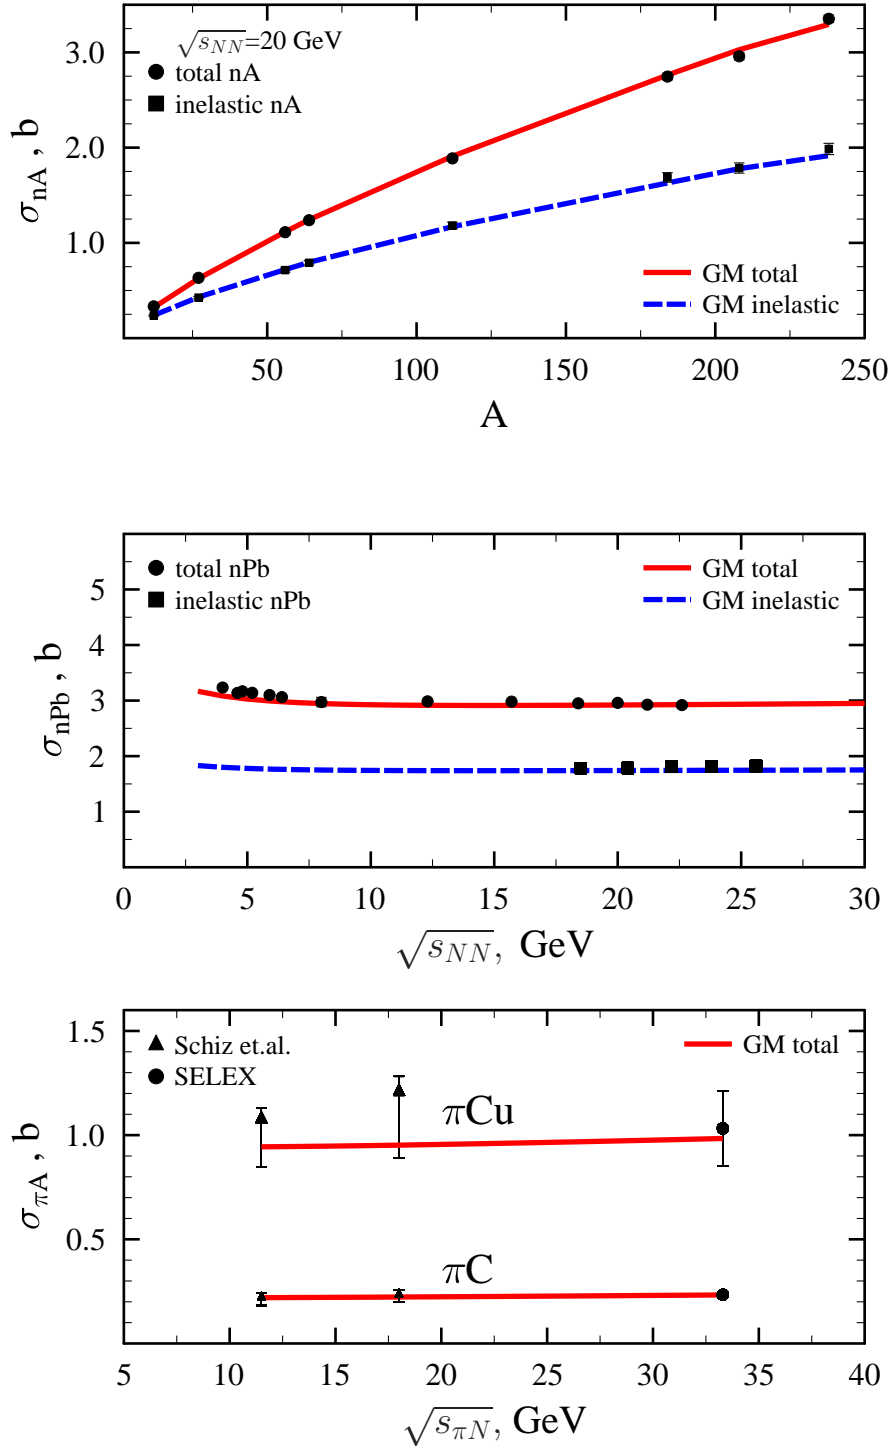 √s_NN=20 GeV
total nA
inelastic nA
GM total
GM inelastic
σ_nA , b
3.0
2.0
1.0
50 100 150 200 250
A
total nPb
inelastic nPb
GM total
GM inelastic
σ_nPb, b
5
4
3
2
1
0 5 10 15 20 25 30
√s_NN, GeV
Schiz et.al.
SELEX
GM total
πCu
πC
σ_πA, b
1.5
1.0
0.5
5 10 15 20 25 30 35 40
√s_πN, GeV